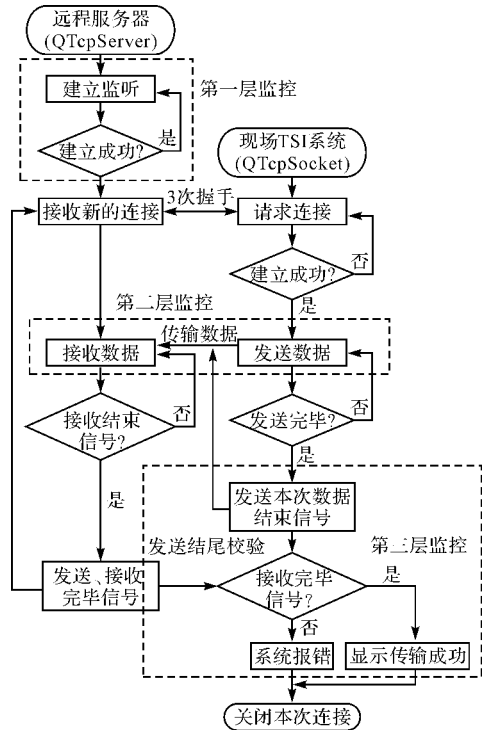 远程服务器
(QTcpServer)
建立监听
第一层监控
是
建立成功?
现场TSI系统
(QTcpSocket)
3次握手
接收新的连接
请求连接
否
建立成功?
是
第二层监控
传输数据
接收数据
发送数据
接收结束
信号?
否
发送完毕?
否
是
是
发送本次数据
结束信号
发送结尾校验
第三层监控
发送、接收
完毕信号
接收完毕
信号?
是
否
系统报错
显示传输成功
关闭本次连接